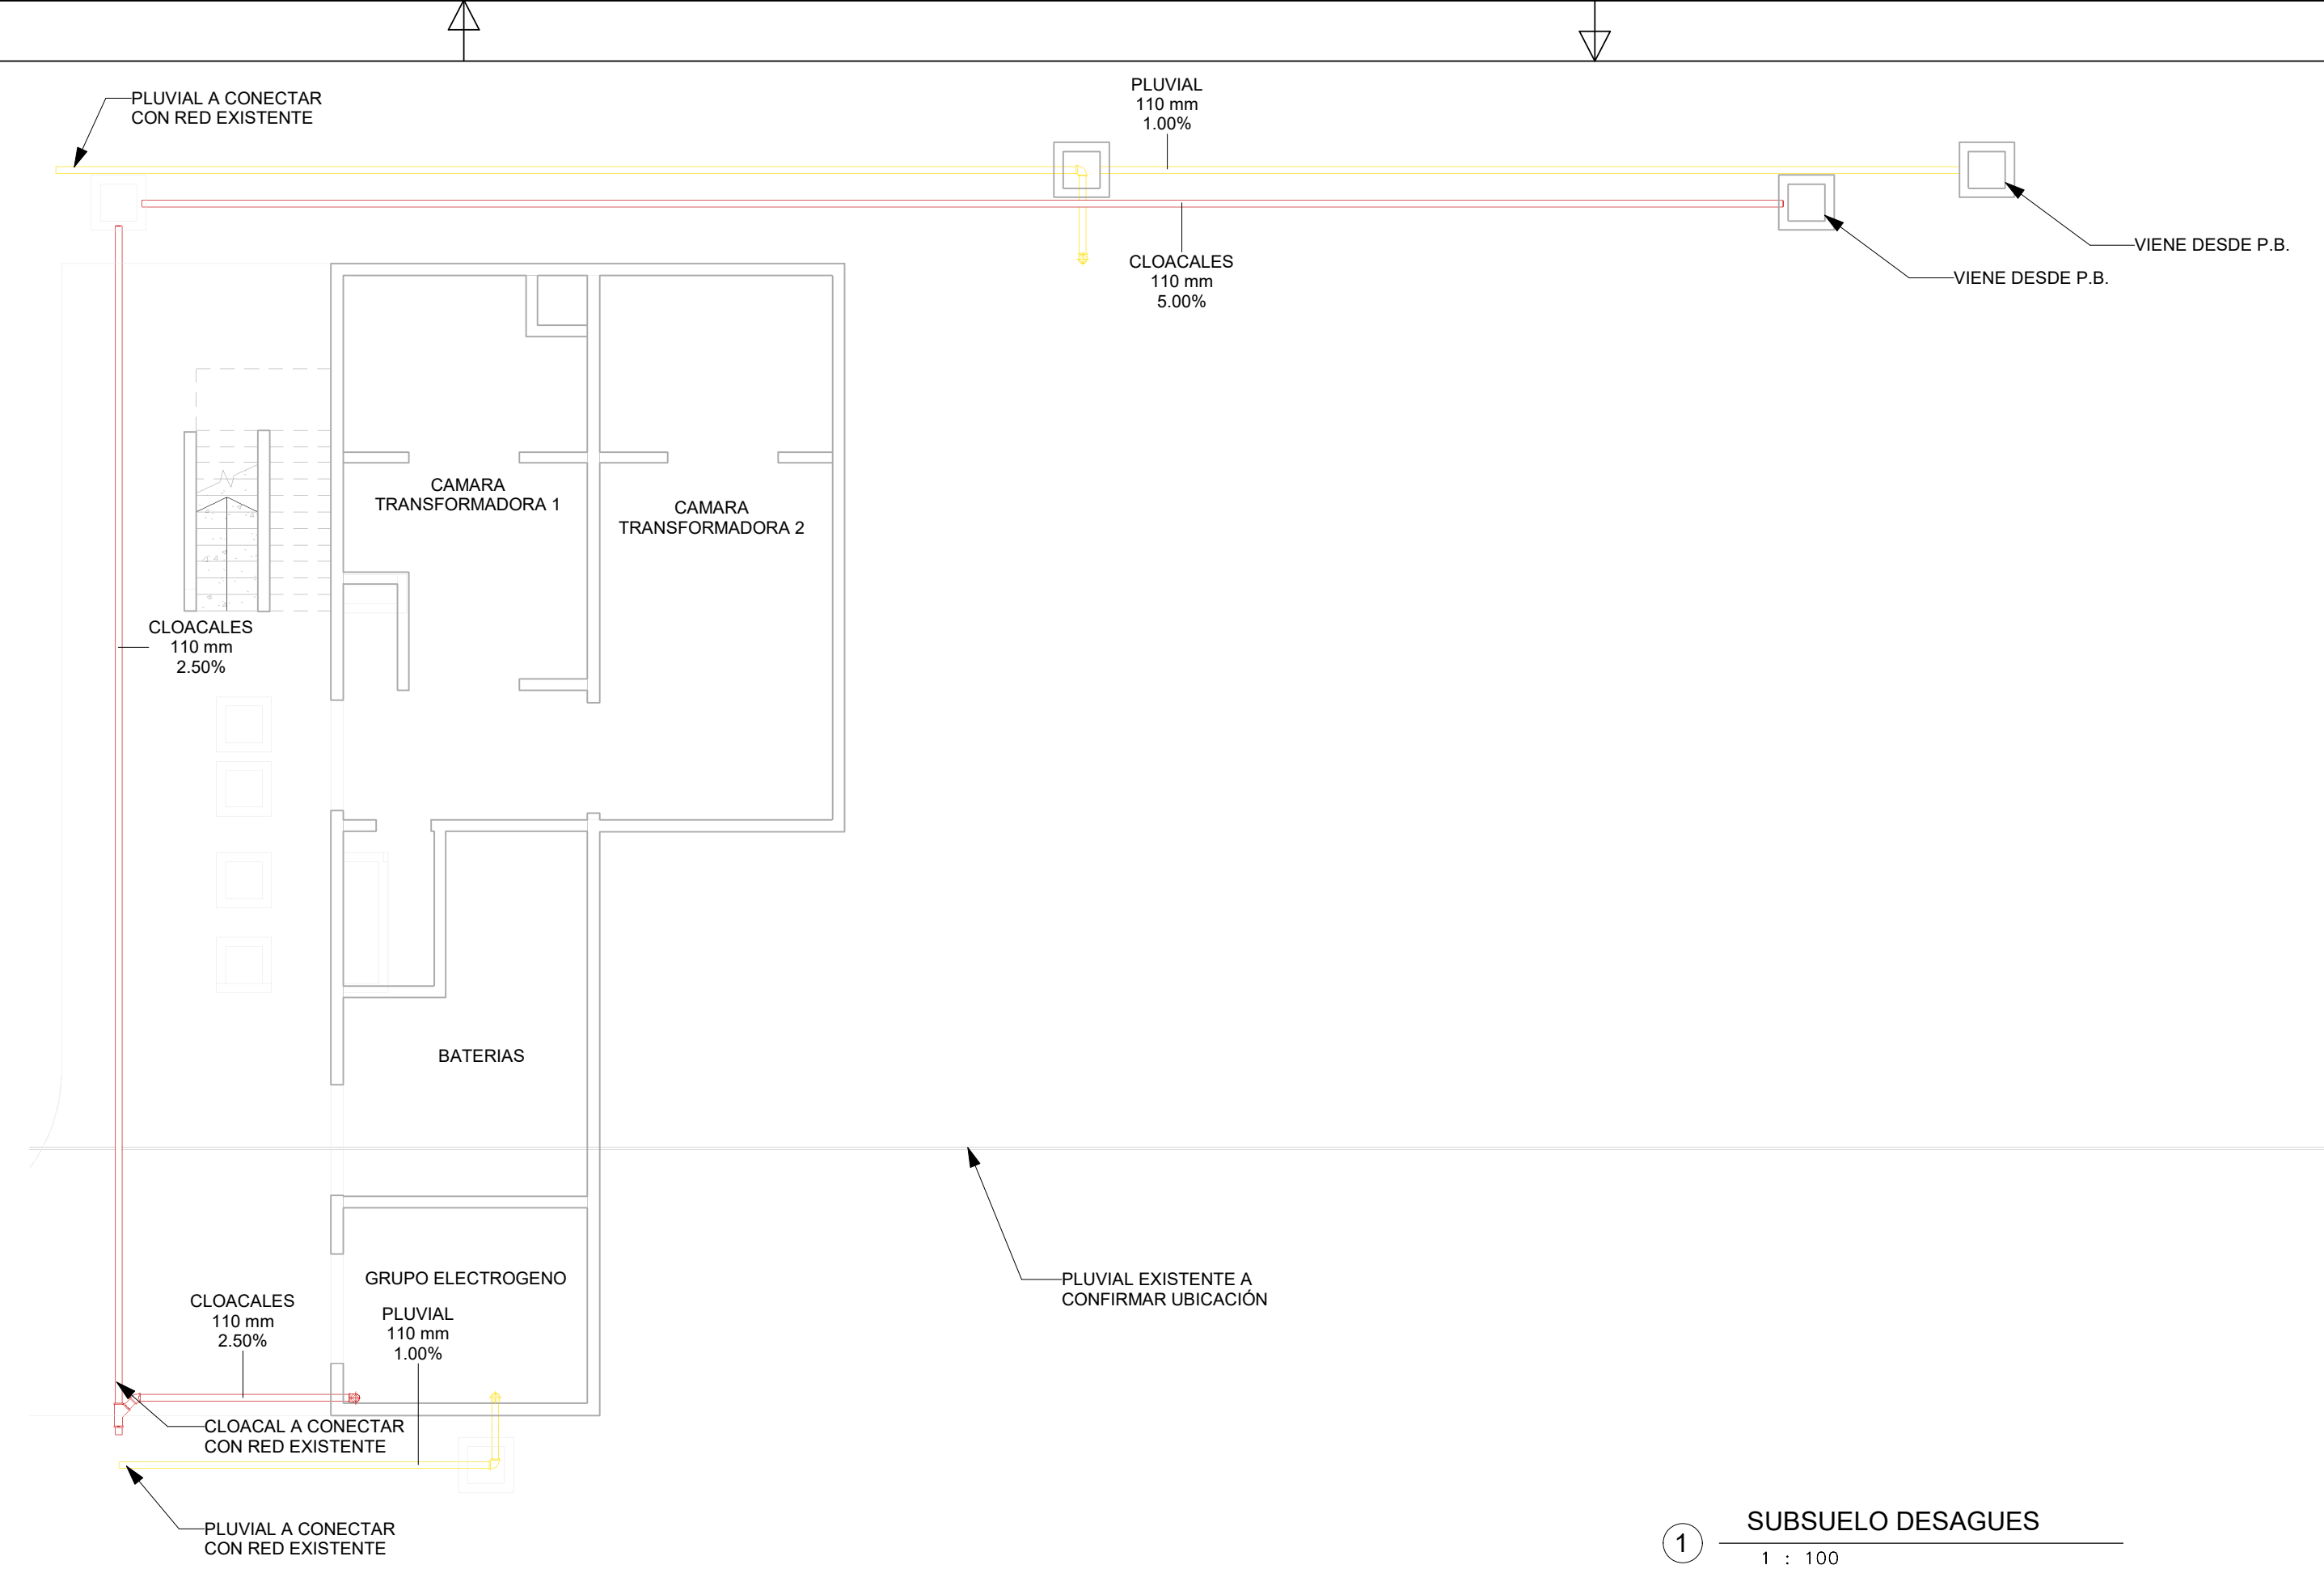 PLUVIAL A CONECTAR
CON RED EXISTENTE
PLUVIAL
110 mm
1.00%
VIENE DESDE P.B.
VIENE DESDE P.B.
CLOACALES
110 mm
5.00%
CAMARA
TRANSFORMADORA 1
CAMARA
TRANSFORMADORA 2
CLOACALES
110 mm
2.50%
BATERIAS
GRUPO ELECTROGENO
PLUVIAL EXISTENTE A
CONFIRMAR UBICACIÓN
CLOACALES
110 mm
2.50%
PLUVIAL
110 mm
1.00%
CLOACAL A CONECTAR
CON RED EXISTENTE
PLUVIAL A CONECTAR
CON RED EXISTENTE
1
SUBSUELO DESAGUES
1 : 100